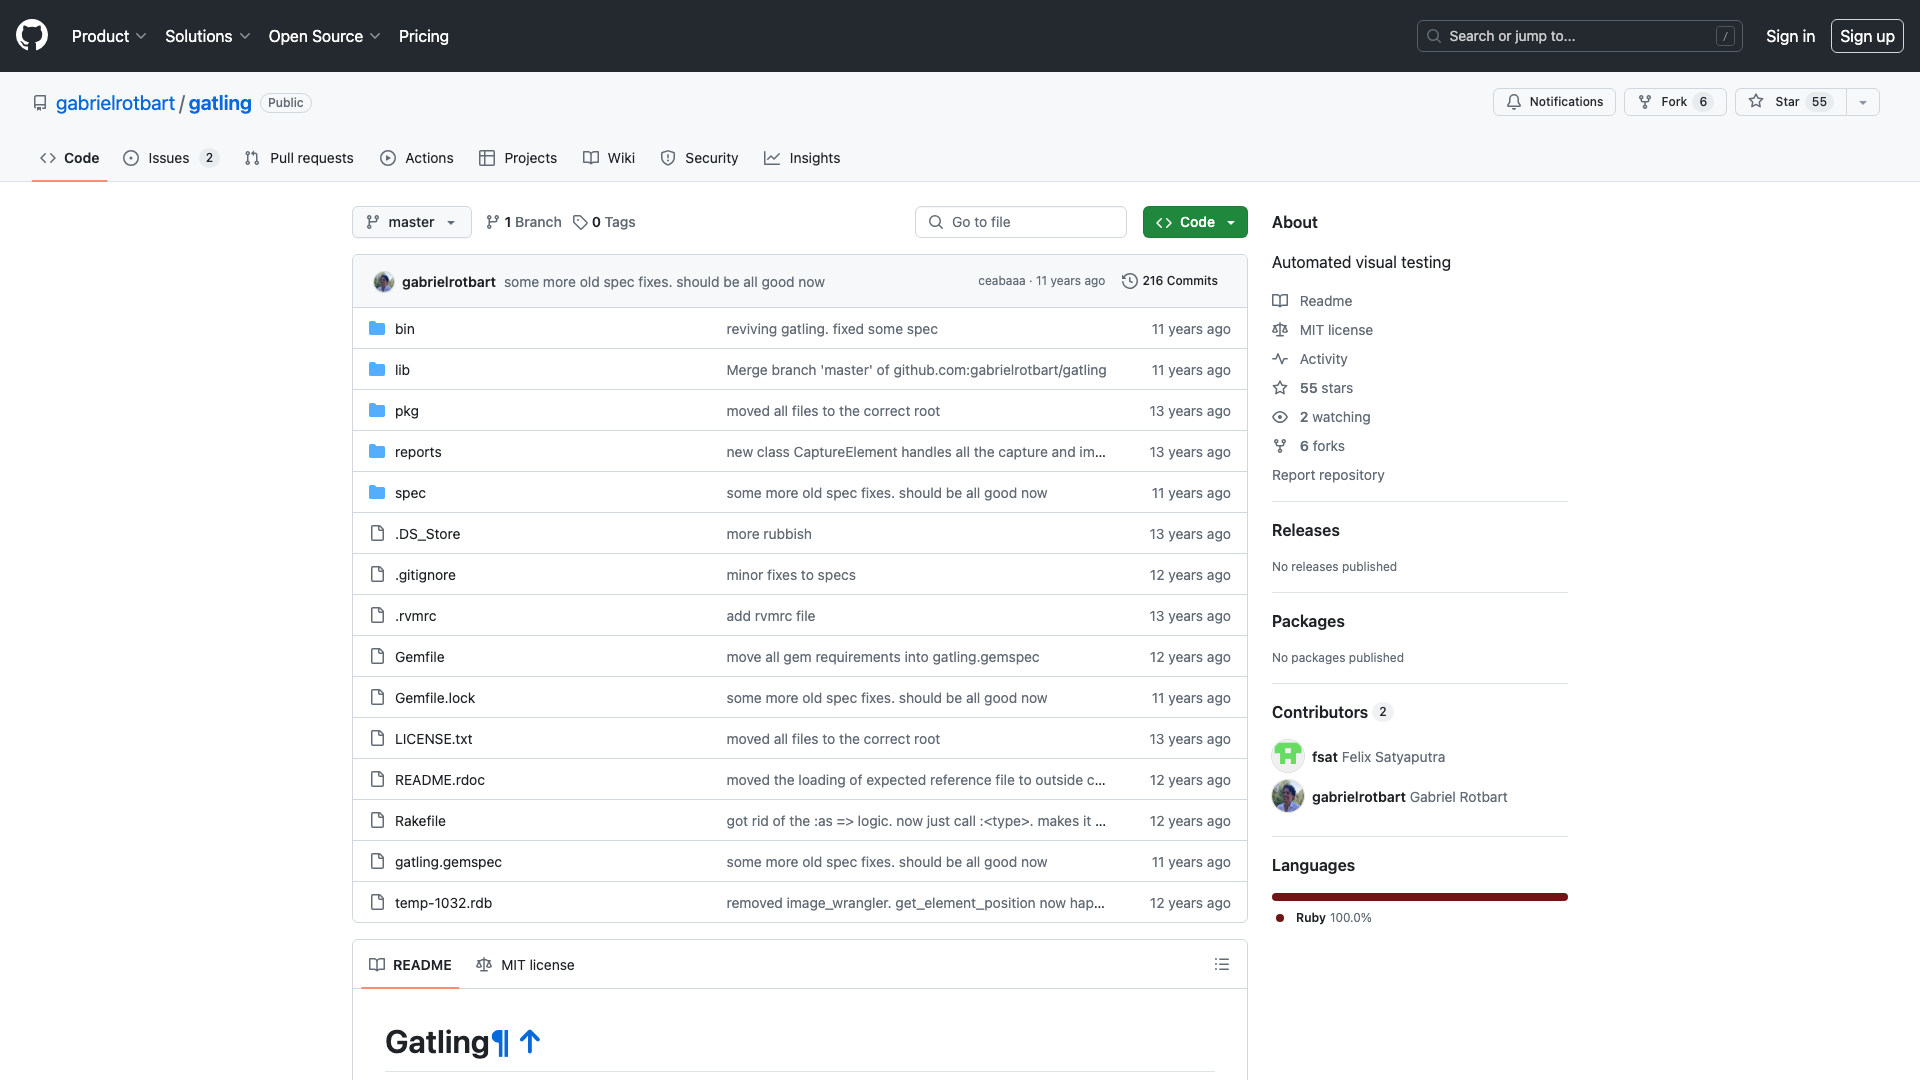 Product Solutions Open Source Pricing Search or jump to... / Sign in Sign up
gabrielrotbart / gatling Public Notifications Fork 6 Star 55
Code Issues 2 Pull requests Actions Projects Wiki Security Insights
master 1 Branch 0 Tags Go to file Code
gabrielrotbart some more old spec fixes. should be all good now ceabaaa · 11 years ago 216 Commits
bin reviving gatling. fixed some spec 11 years ago
lib Merge branch 'master' of github.com:gabrielrotbart/gatling 11 years ago
pkg moved all files to the correct root 13 years ago
reports new class CaptureElement handles all the capture and im... 13 years ago
spec some more old spec fixes. should be all good now 11 years ago
.DS_Store more rubbish 13 years ago
.gitignore minor fixes to specs 12 years ago
.rvmrc add rvmrc file 13 years ago
Gemfile move all gem requirements into gatling.gemspec 12 years ago
Gemfile.lock some more old spec fixes. should be all good now 11 years ago
LICENSE.txt moved all files to the correct root 13 years ago
README.rdoc moved the loading of expected reference file to outside c... 12 years ago
Rakefile got rid of the :as => logic. now just call :<type>. makes it ... 12 years ago
gatling.gemspec some more old spec fixes. should be all good now 11 years ago
temp-1032.rdb removed image_wrangler. get_element_position now hap... 12 years ago
README MIT license
Gatling¶ ↑
About
Automated visual testing
Readme
MIT license
Activity
55 stars
2 watching
6 forks
Report repository
Releases
No releases published
Packages
No packages published
Contributors 2
fsat Felix Satyaputra
gabrielrotbart Gabriel Rotbart
Languages
Ruby 100.0%